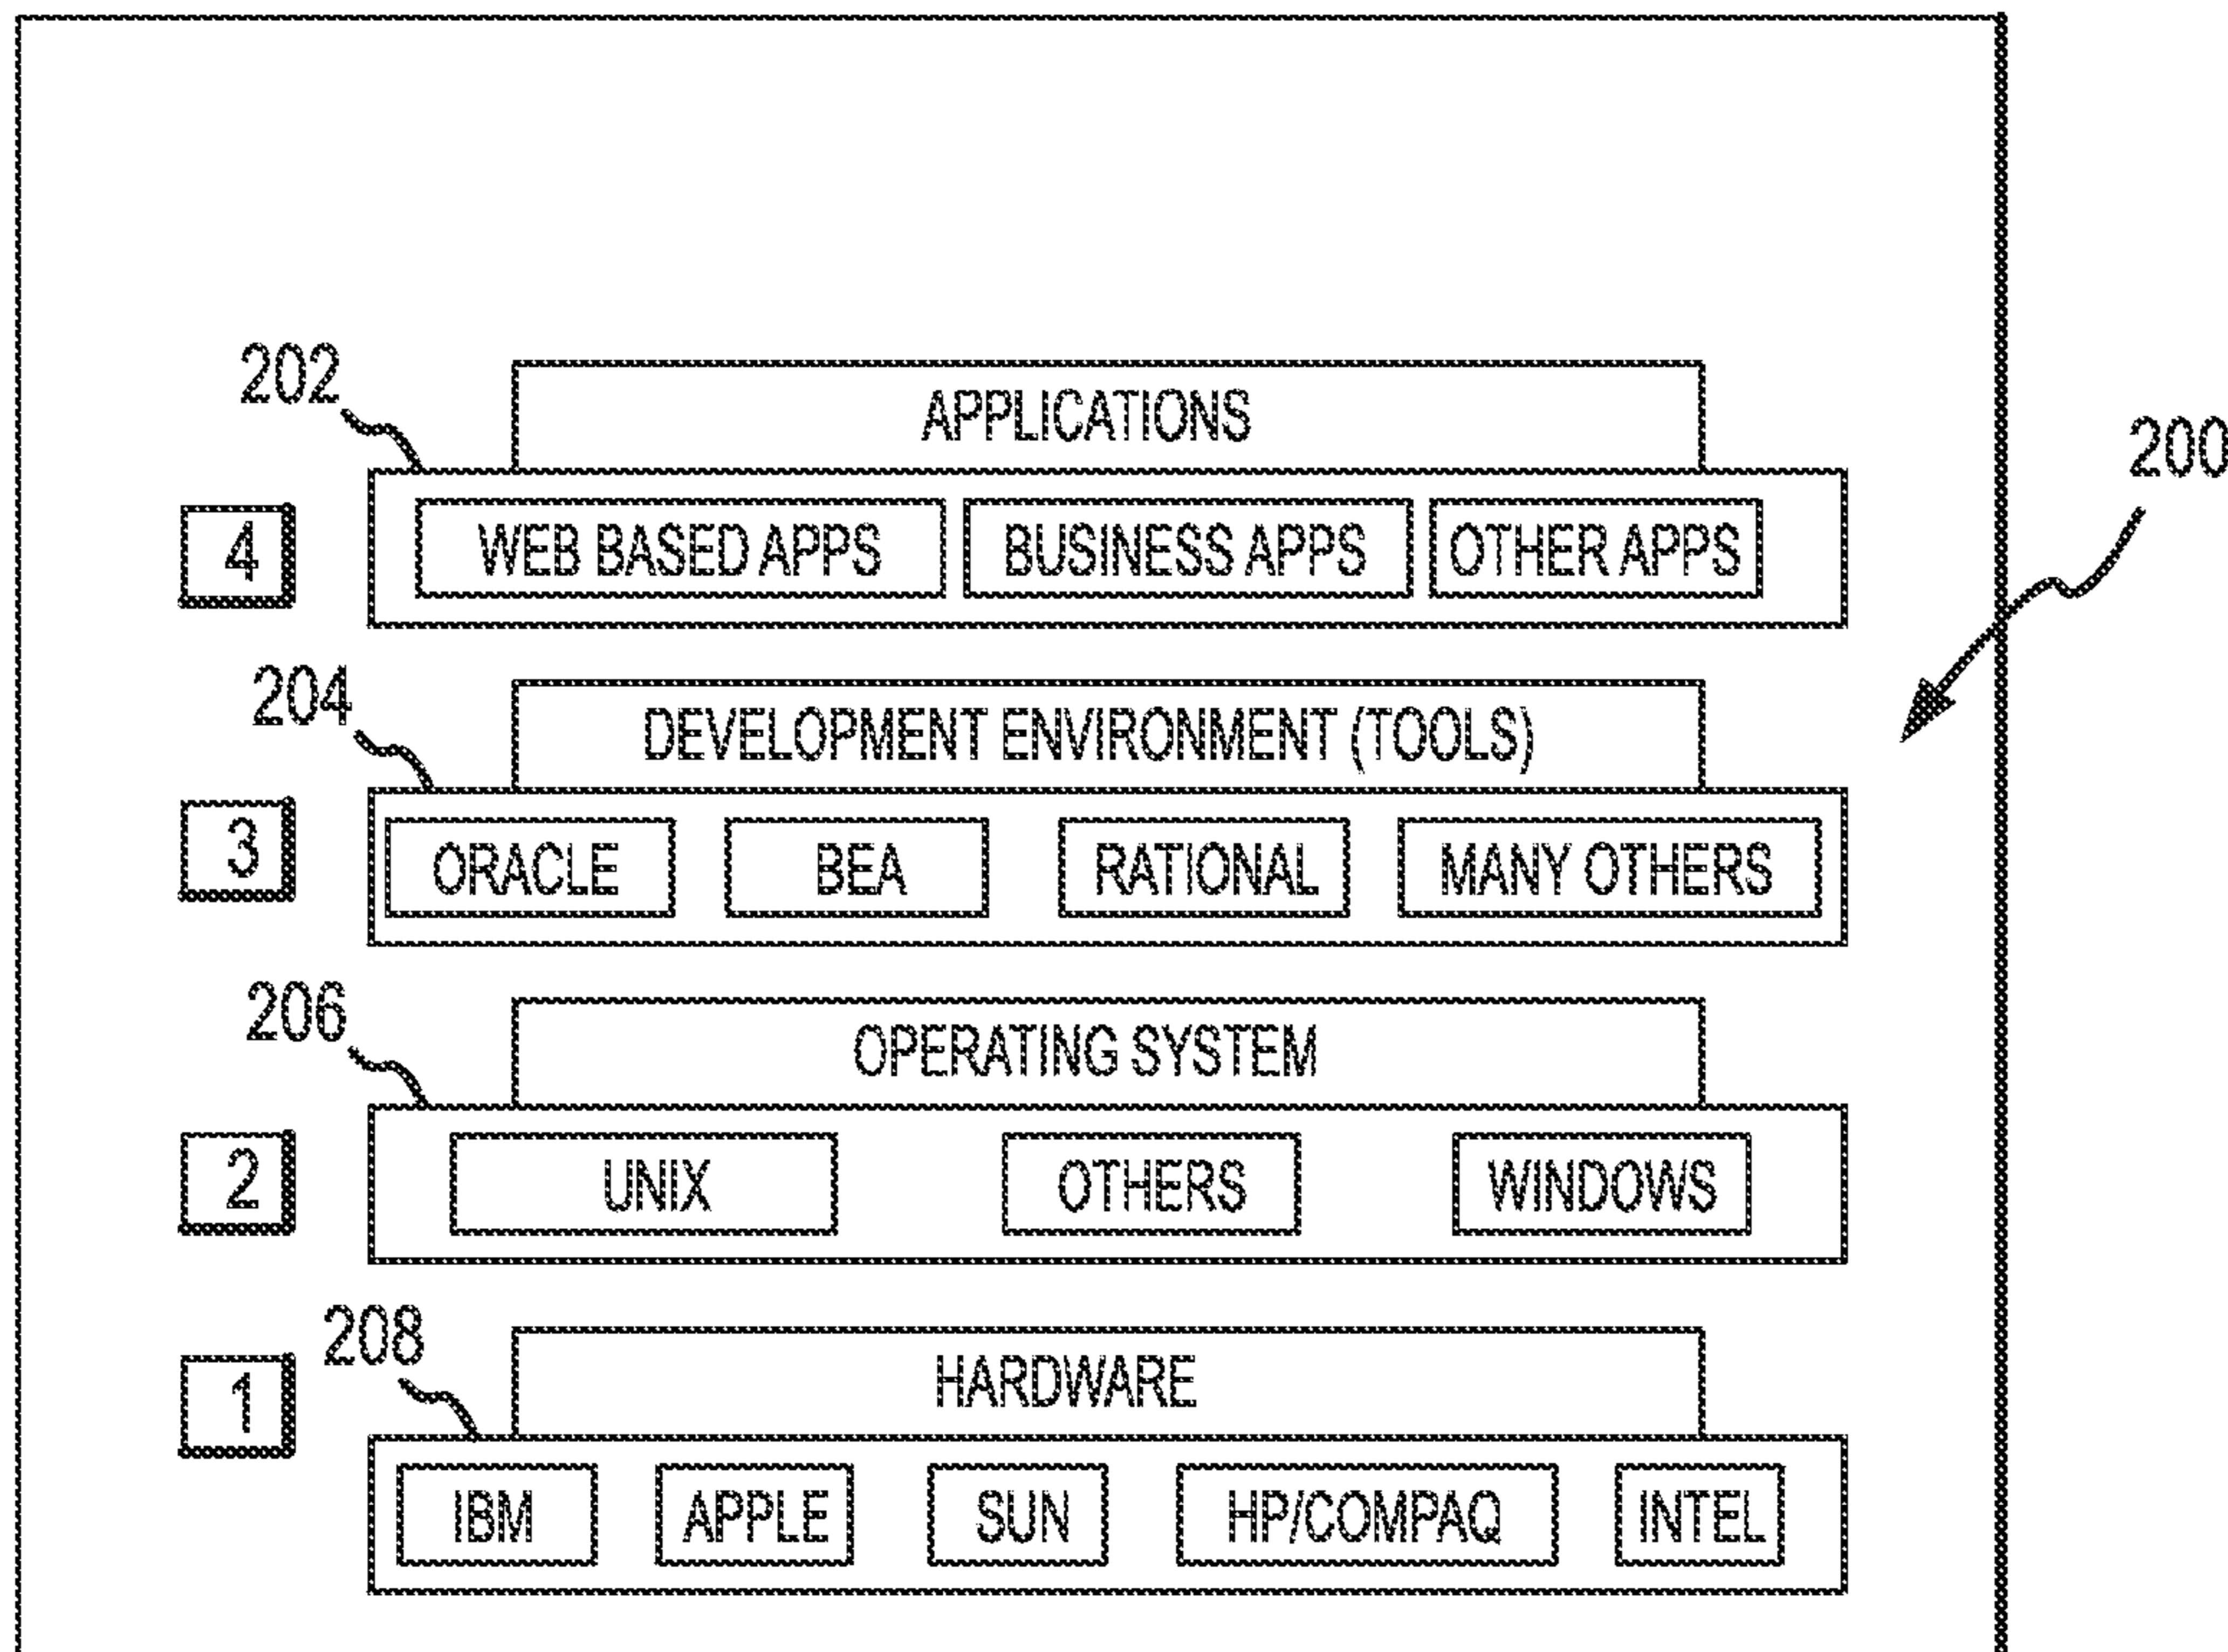 202
APPLICATIONS
200
4
WEB BASED APPS BUSINESS APPS OTHER APPS
204
DEVELOPMENT ENVIRONMENT (TOOLS)
3
ORACLE BEA RATIONAL MANY OTHERS
206
OPERATING SYSTEM
2
UNIX OTHERS WINDOWS
208
HARDWARE
1
IBM APPLE SUN HP/COMPAQ INTEL